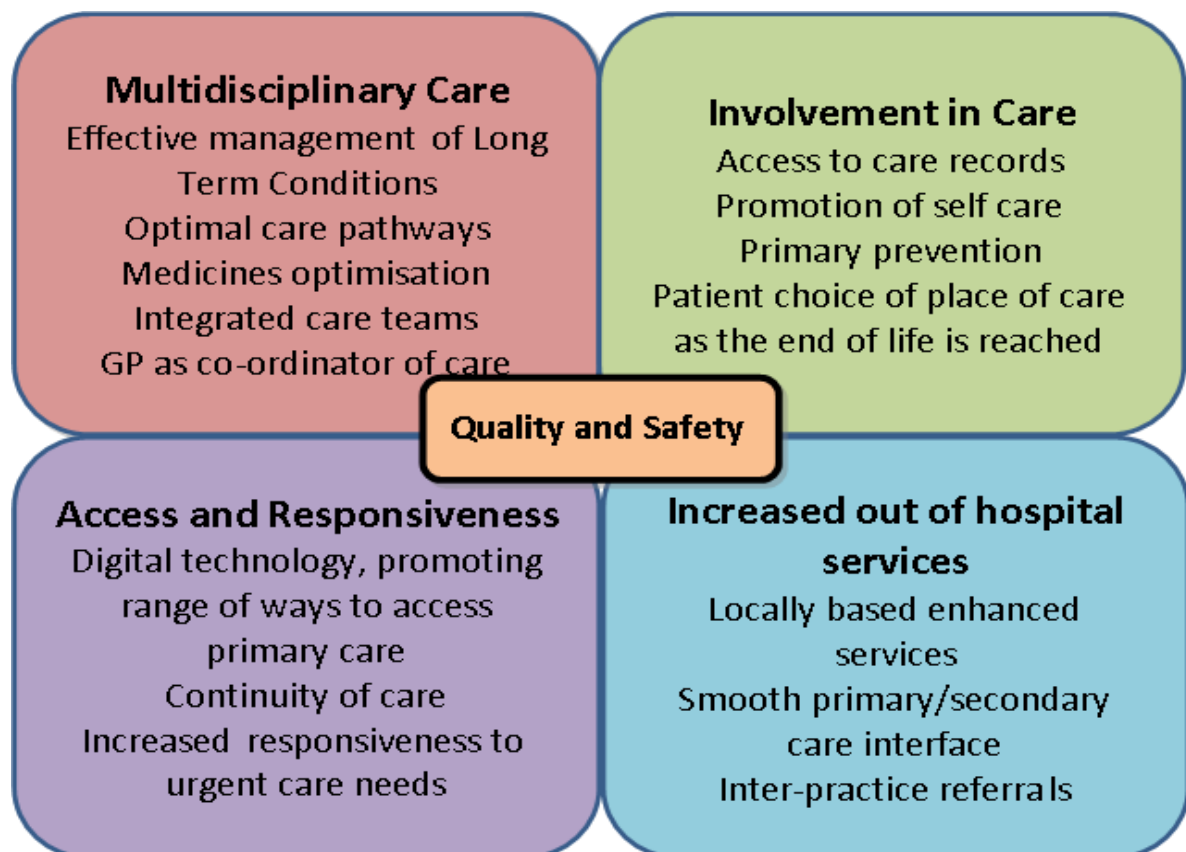 Multidisciplinary Care
Effective management of Long
Term Conditions
Optimal care pathways
Medicines optimisation
Integrated care teams
GP as co-ordinator of care
Involvement in Care
Access to care records
Promotion of self care
Primary prevention
Patient choice of place of care
as the end of life is reached
Quality and Safety
Access and Responsiveness
Digital technology, promoting
range of ways to access
primary care
Continuity of care
Increased responsiveness to
urgent care needs
Increased out of hospital
services
Locally based enhanced
services
Smooth primary/secondary
care interface
Inter-practice referrals